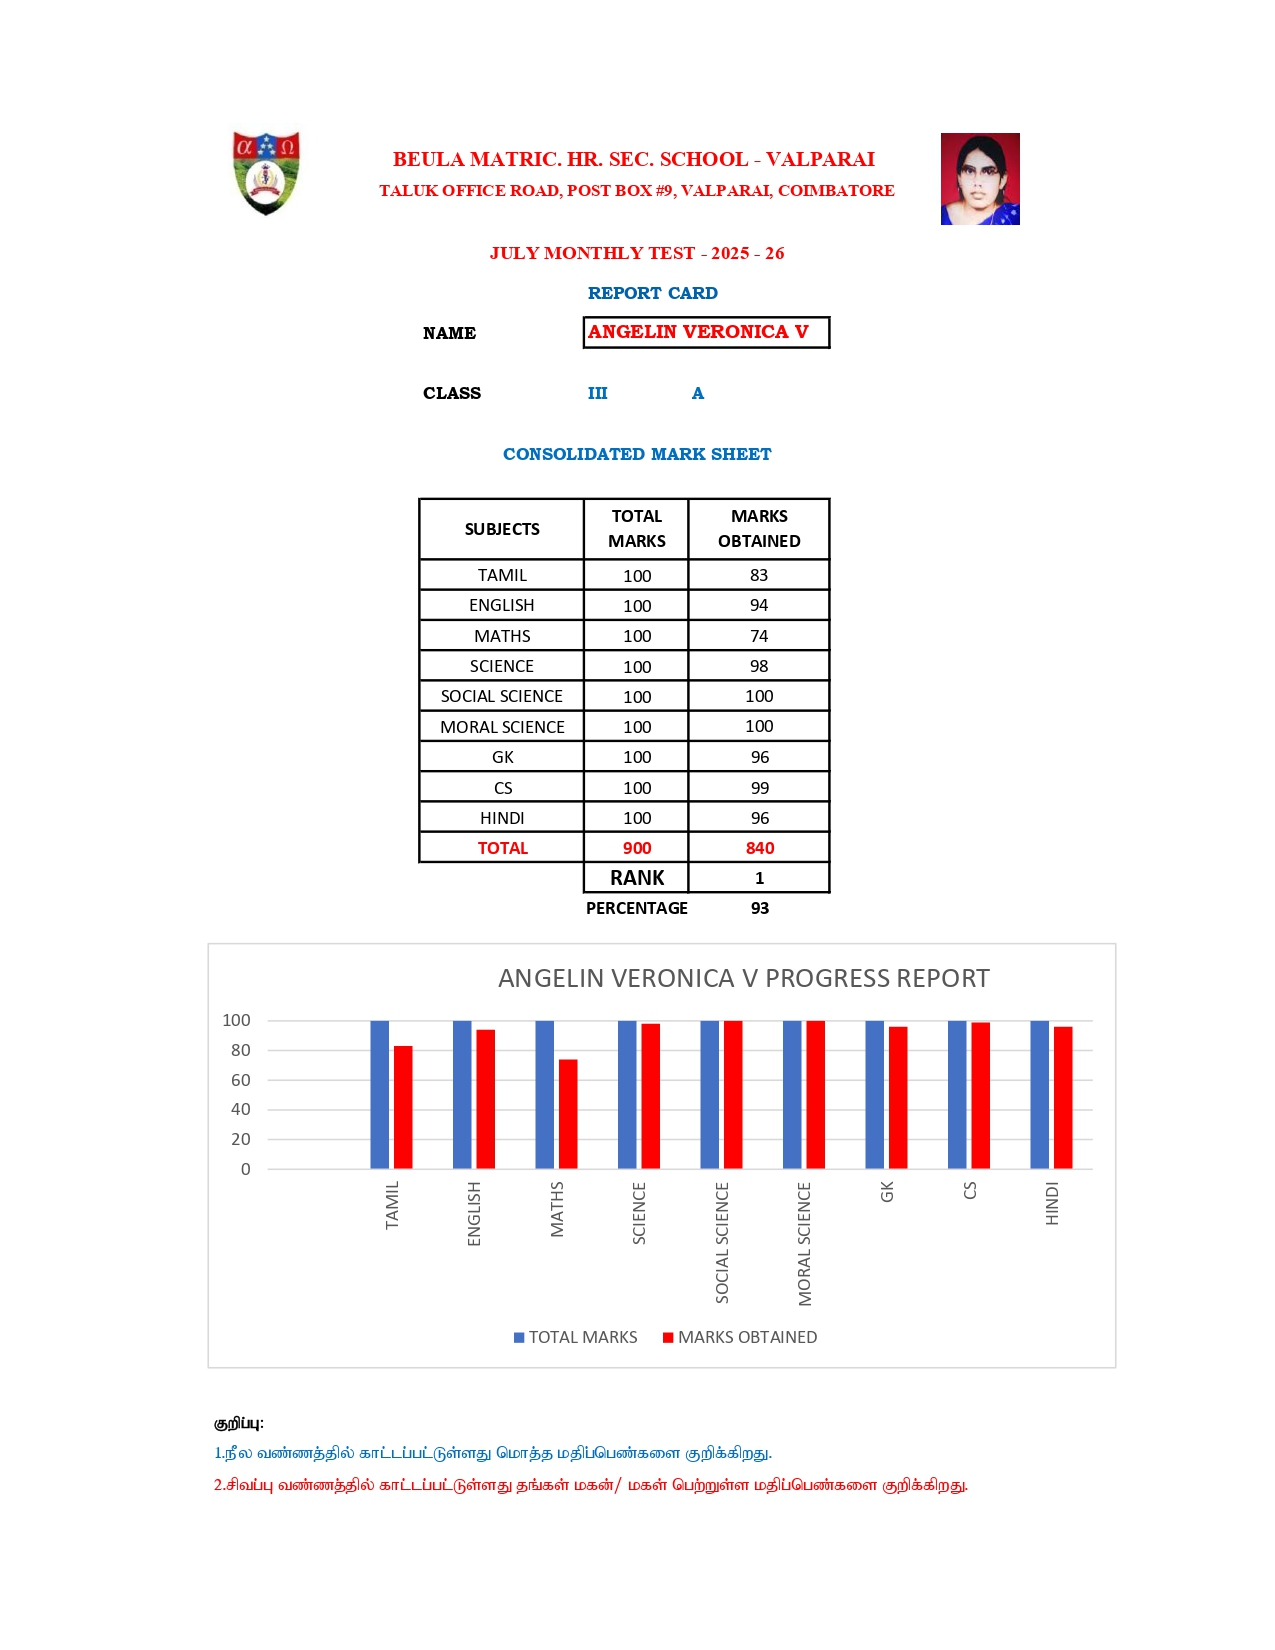 α Ω
BEULA MATRIC. HR. SEC. SCHOOL - VALPARAI
TALUK OFFICE ROAD, POST BOX #9, VALPARAI, COIMBATORE
JULY MONTHLY TEST - 2025 - 26
REPORT CARD
NAME ANGELIN VERONICA V
CLASS III A
CONSOLIDATED MARK SHEET
SUBJECTS TOTAL MARKS MARKS OBTAINED
TAMIL 100 83
ENGLISH 100 94
MATHS 100 74
SCIENCE 100 98
SOCIAL SCIENCE 100 100
MORAL SCIENCE 100 100
GK 100 96
CS 100 99
HINDI 100 96
TOTAL 900 840
RANK 1
PERCENTAGE 93
ANGELIN VERONICA V PROGRESS REPORT
100
80
60
40
20
0
TAMIL ENGLISH MATHS SCIENCE SOCIAL SCIENCE MORAL SCIENCE GK CS HINDI
TOTAL MARKS MARKS OBTAINED
குறிப்பு:
1.நீல வண்ணத்தில் காட்டப்பட்டுள்ளது மொத்த மதிப்பெண்களை குறிக்கிறது.
2.சிவப்பு வண்ணத்தில் காட்டப்பட்டுள்ளது தங்கள் மகன்/ மகள் பெற்றுள்ள மதிப்பெண்களை குறிக்கிறது.